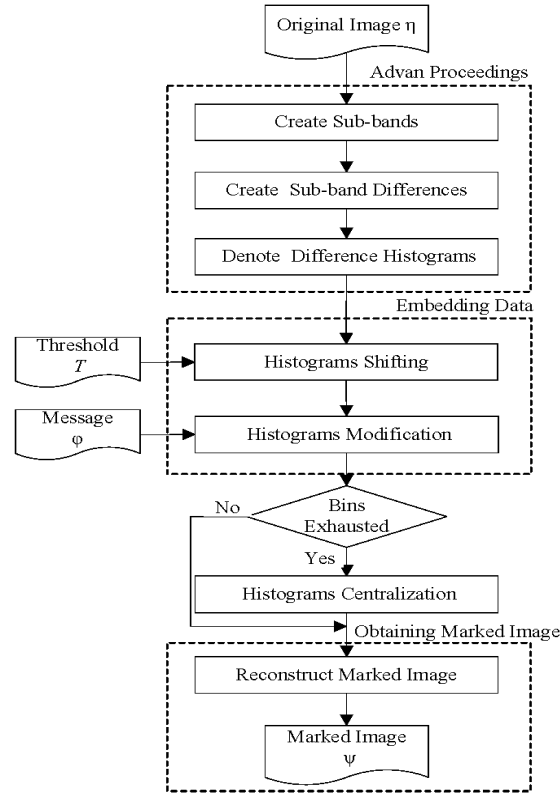 Original Image η
Advan Proceedings
Create Sub-bands
Create Sub-band Differences
Denote Difference Histograms
Embedding Data
Threshold
T
Histograms Shifting
Message
φ
Histograms Modification
No
Bins
Exhausted
Yes
Histograms Centralization
Obtaining Marked Image
Reconstruct Marked Image
Marked Image
Ψ